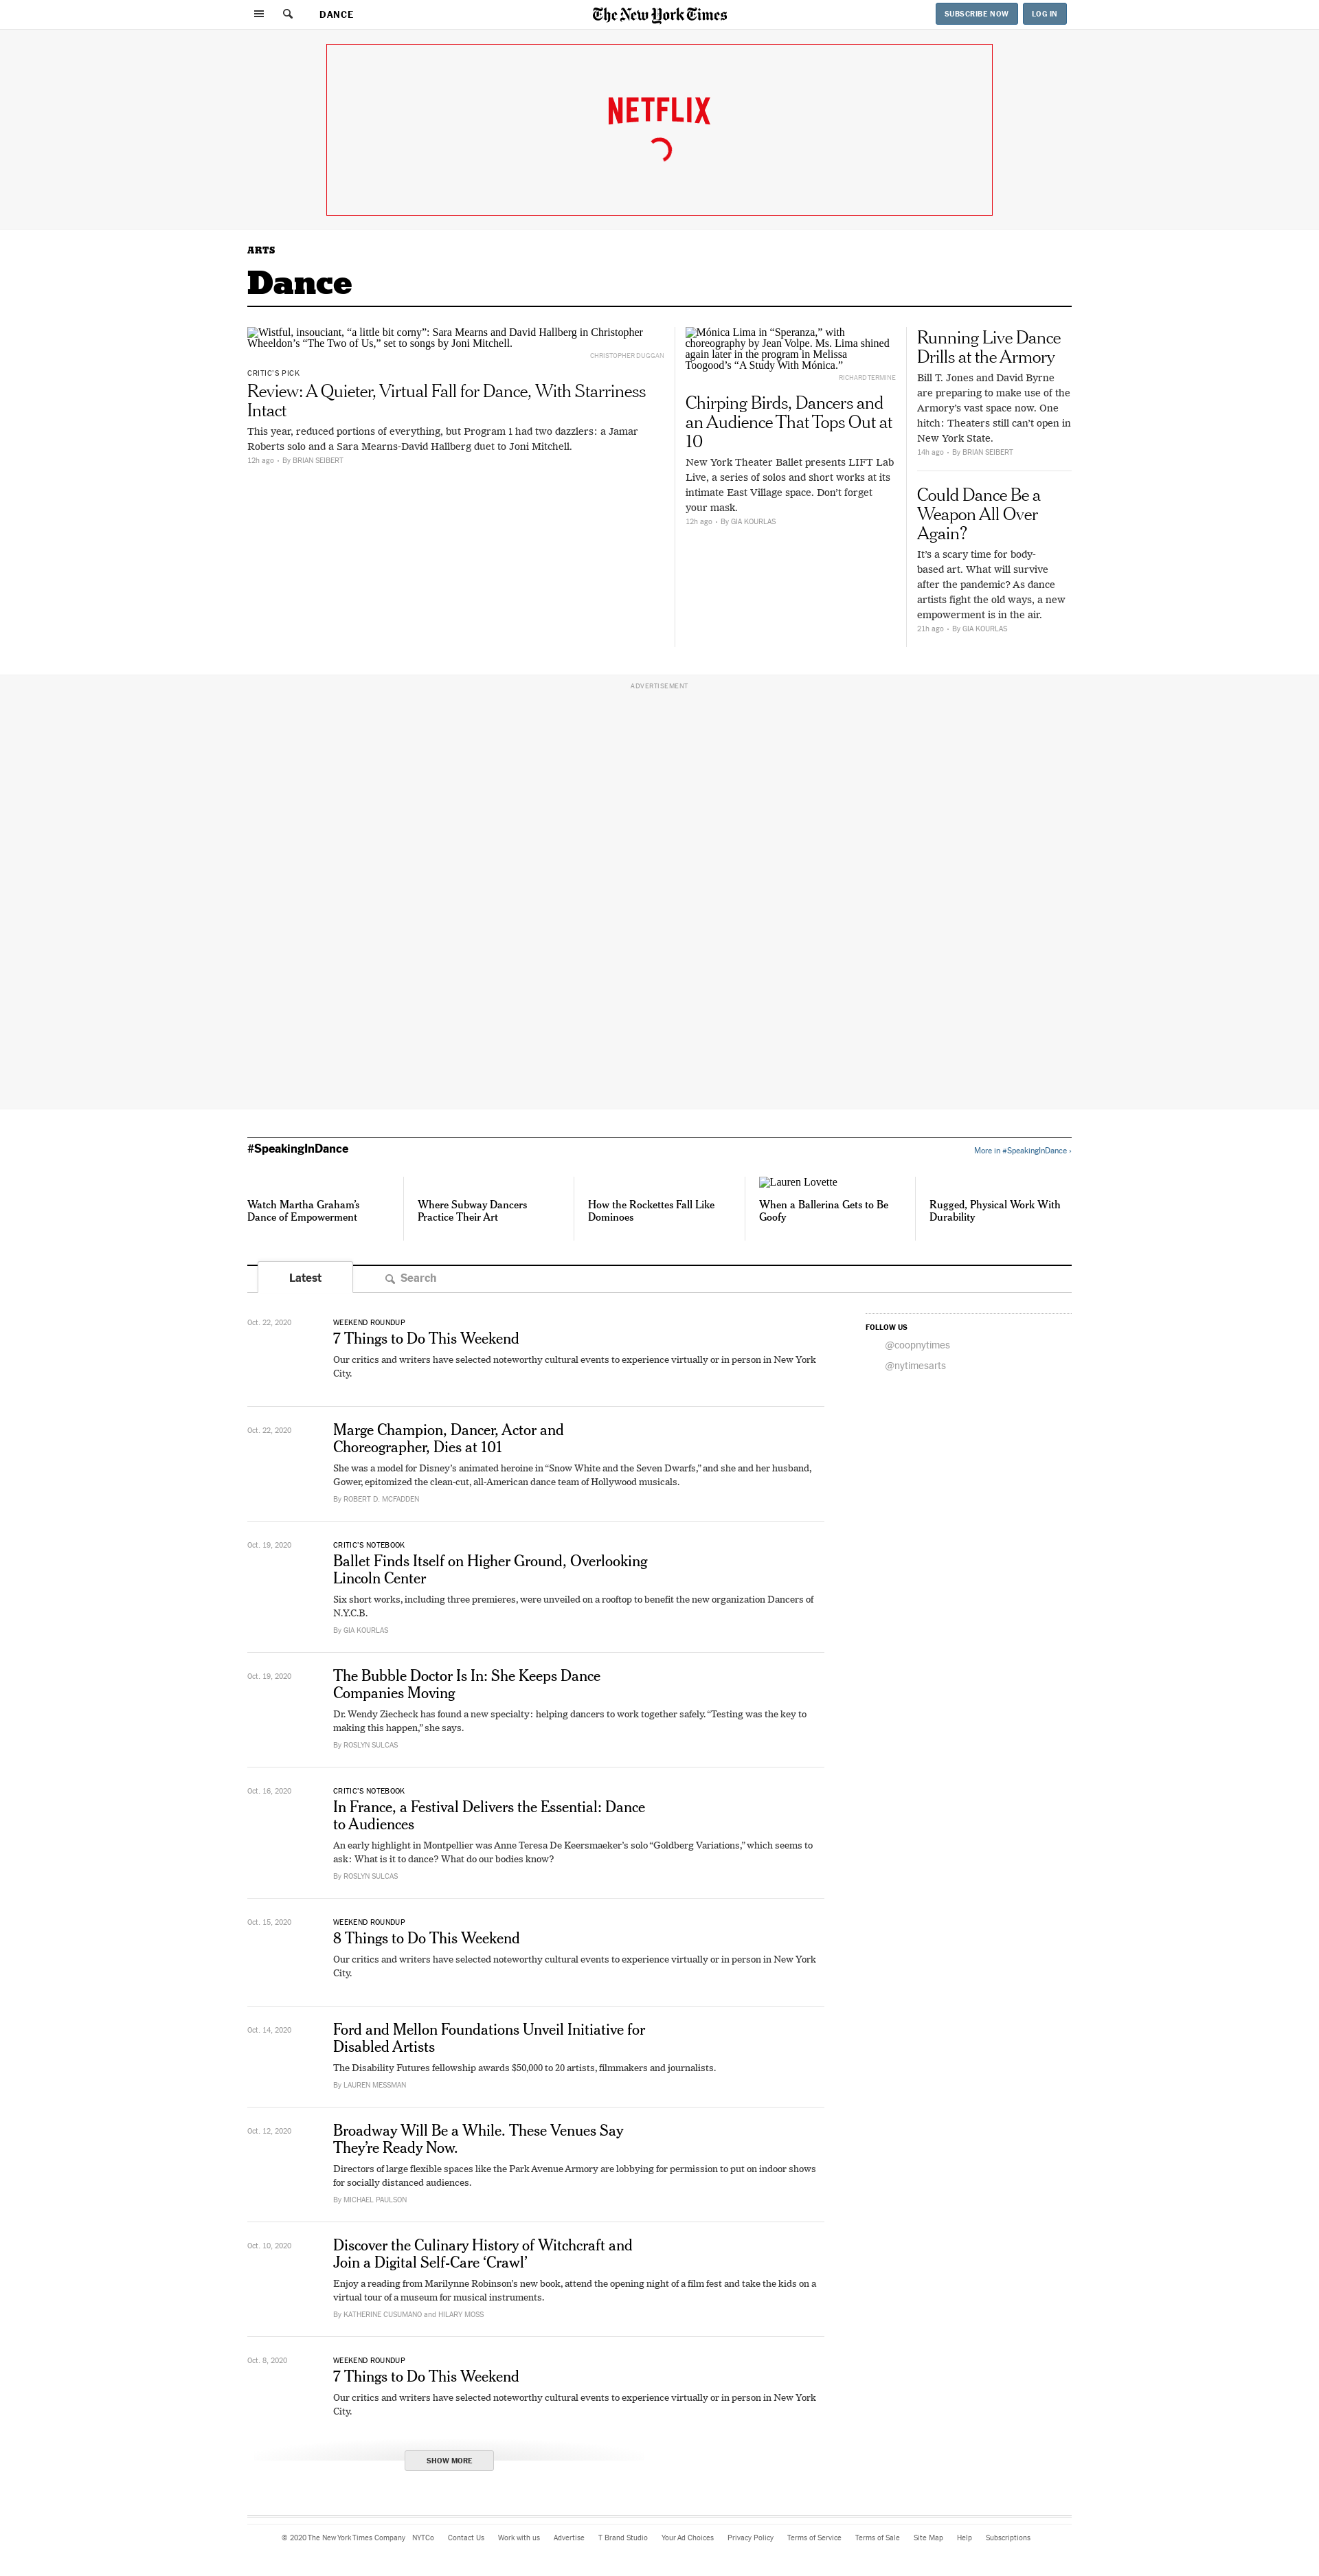 DANCE
The New York Times
SUBSCRIBE NOW
LOG IN
NETFLIX
ARTS
Dance
Wistful, insouciant, “a little bit corny”: Sara Mearns and David Hallberg in Christopher
Wheeldon’s “The Two of Us,” set to songs by Joni Mitchell.
CHRISTOPHER DUGGAN
CRITIC’S PICK
Review: A Quieter, Virtual Fall for Dance, With Starriness
Intact
This year, reduced portions of everything, but Program 1 had two dazzlers: a Jamar
Roberts solo and a Sara Mearns-David Hallberg duet to Joni Mitchell.
12h ago • By BRIAN SEIBERT
Mónica Lima in “Speranza,” with
choreography by Jean Volpe. Ms. Lima shined
again later in the program in Melissa
Toogood’s “A Study With Mónica.”
RICHARD TERMINE
Chirping Birds, Dancers and
an Audience That Tops Out at
10
New York Theater Ballet presents LIFT Lab
Live, a series of solos and short works at its
intimate East Village space. Don’t forget
your mask.
12h ago • By GIA KOURLAS
Running Live Dance
Drills at the Armory
Bill T. Jones and David Byrne
are preparing to make use of the
Armory’s vast space now. One
hitch: Theaters still can’t open in
New York State.
14h ago • By BRIAN SEIBERT
Could Dance Be a
Weapon All Over
Again?
It’s a scary time for body-
based art. What will survive
after the pandemic? As dance
artists fight the old ways, a new
empowerment is in the air.
21h ago • By GIA KOURLAS
ADVERTISEMENT
#SpeakingInDance
More in #SpeakingInDance ›
Watch Martha Graham’s
Dance of Empowerment
Where Subway Dancers
Practice Their Art
How the Rockettes Fall Like
Dominoes
Lauren Lovette
When a Ballerina Gets to Be
Goofy
Rugged, Physical Work With
Durability
Latest
Search
Oct. 22, 2020
WEEKEND ROUNDUP
7 Things to Do This Weekend
Our critics and writers have selected noteworthy cultural events to experience virtually or in person in New York
City.
FOLLOW US
@coopnytimes
@nytimesarts
Oct. 22, 2020
Marge Champion, Dancer, Actor and
Choreographer, Dies at 101
She was a model for Disney’s animated heroine in “Snow White and the Seven Dwarfs,” and she and her husband,
Gower, epitomized the clean-cut, all-American dance team of Hollywood musicals.
By ROBERT D. MCFADDEN
Oct. 19, 2020
CRITIC’S NOTEBOOK
Ballet Finds Itself on Higher Ground, Overlooking
Lincoln Center
Six short works, including three premieres, were unveiled on a rooftop to benefit the new organization Dancers of
N.Y.C.B.
By GIA KOURLAS
Oct. 19, 2020
The Bubble Doctor Is In: She Keeps Dance
Companies Moving
Dr. Wendy Ziecheck has found a new specialty: helping dancers to work together safely. “Testing was the key to
making this happen,” she says.
By ROSLYN SULCAS
Oct. 16, 2020
CRITIC’S NOTEBOOK
In France, a Festival Delivers the Essential: Dance
to Audiences
An early highlight in Montpellier was Anne Teresa De Keersmaeker’s solo “Goldberg Variations,” which seems to
ask: What is it to dance? What do our bodies know?
By ROSLYN SULCAS
Oct. 15, 2020
WEEKEND ROUNDUP
8 Things to Do This Weekend
Our critics and writers have selected noteworthy cultural events to experience virtually or in person in New York
City.
Oct. 14, 2020
Ford and Mellon Foundations Unveil Initiative for
Disabled Artists
The Disability Futures fellowship awards $50,000 to 20 artists, filmmakers and journalists.
By LAUREN MESSMAN
Oct. 12, 2020
Broadway Will Be a While. These Venues Say
They’re Ready Now.
Directors of large flexible spaces like the Park Avenue Armory are lobbying for permission to put on indoor shows
for socially distanced audiences.
By MICHAEL PAULSON
Oct. 10, 2020
Discover the Culinary History of Witchcraft and
Join a Digital Self-Care ‘Crawl’
Enjoy a reading from Marilynne Robinson’s new book, attend the opening night of a film fest and take the kids on a
virtual tour of a museum for musical instruments.
By KATHERINE CUSUMANO and HILARY MOSS
Oct. 8, 2020
WEEKEND ROUNDUP
7 Things to Do This Weekend
Our critics and writers have selected noteworthy cultural events to experience virtually or in person in New York
City.
SHOW MORE
© 2020 The New York Times Company NYTCo Contact Us Work with us Advertise T Brand Studio Your Ad Choices Privacy Policy Terms of Service Terms of Sale Site Map Help Subscriptions